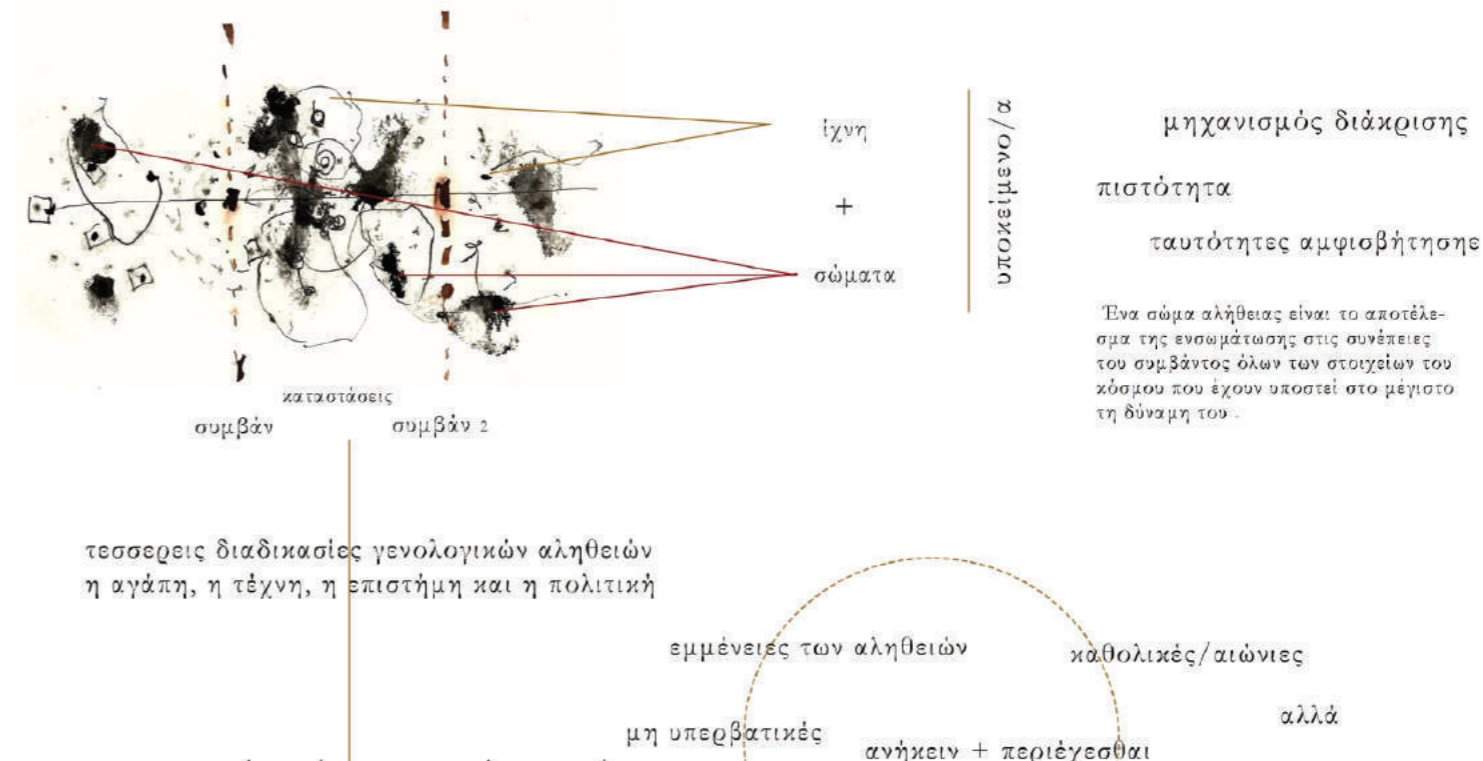 ίχνη
+
σώματα
υποκείμενο/α
μηχανισμός διάκρισης
πιστότητα
ταυτότητες αμφισβήτησηε
Ένα σώμα αλήθειας είναι το αποτέλε-
σμα της ενσωμάτωσης στις συνέπειες
του συμβάντος όλων των στοιχείων του
κόσμου που έχουν υποστεί στο μέγιστο
τη δύναμη του .
καταστάσεις
συμβάν
συμβάν 2
τεσσερεις διαδικασίες γενολογικών αληθειών
η αγάπη, η τέχνη, η επιστήμη και η πολιτική
εμμένειες των αληθειών
καθολικές/αιώνιες
αλλά
μη υπερβατικές
ανήκειν + περιέχεσθαι